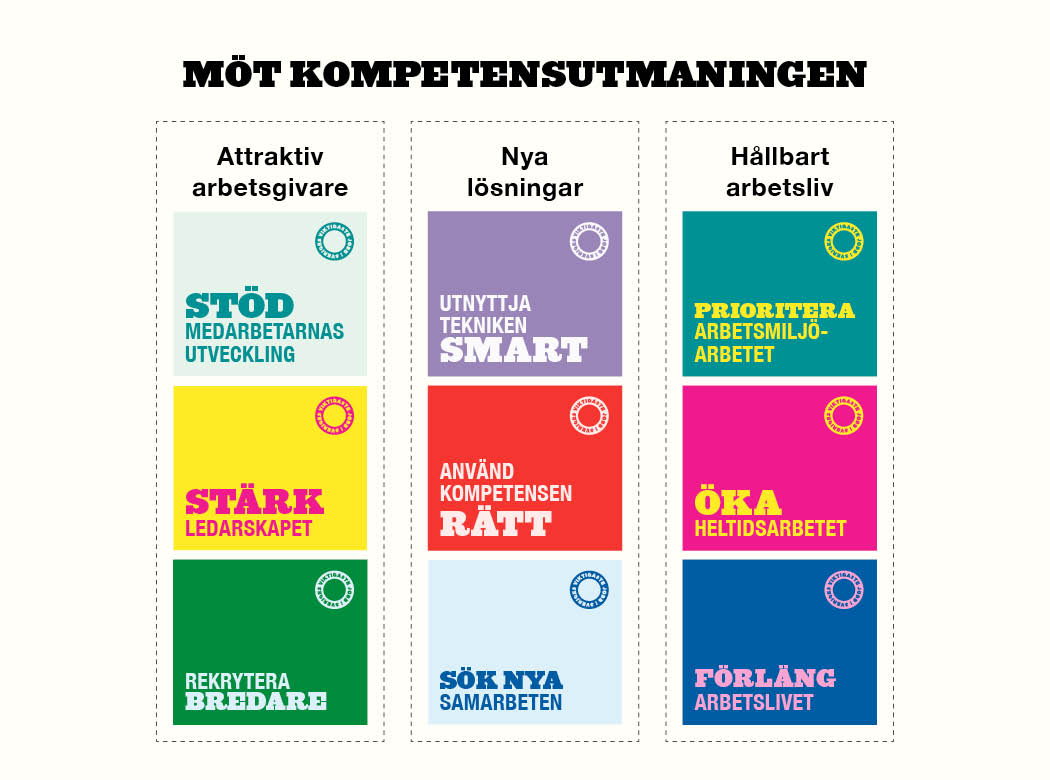 MÖT KOMPETENSUTMANINGEN
Attraktiv
arbetsgivare
STÖD
MEDARBETARNAS
UTVECKLING
STÄRK
LEDARSKAPET
REKRYTERA
BREDARE
Nya
lösningar
UTNYTTJA
TEKNIKEN
SMART
ANVÄND
KOMPETENSEN
RÄTT
SÖK NYA
SAMARBETEN
Hållbart
arbetsliv
PRIORITERA
ARBETSMILJÖ-
ARBETET
ÖKA
HELTIDSARBETET
FÖRLÄNG
ARBETSLIVET